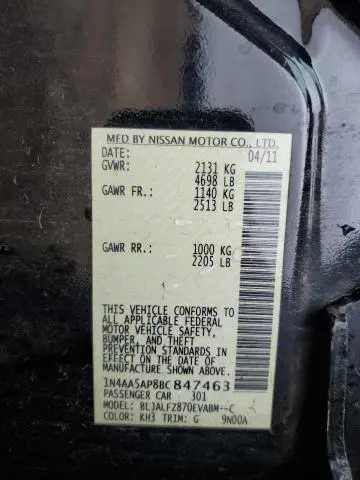 MFD BY NISSAN MOTOR CO., LTD.
DATE: 04/11
GVWR: 2131 KG
4698 LB
GAWR FR.: 1140 KG
2513 LB
GAWR RR.: 1000 KG
2205 LB
THIS VEHICLE CONFORMS TO
ALL APPLICABLE FEDERAL
MOTOR VEHICLE SAFETY,
BUMPER, AND THEFT
PREVENTION STANDARDS IN
EFFECT ON THE DATE OF
MANUFACTURE SHOWN ABOVE.
1N4AA5AP8BC847463
PASSENGER CAR 301
MODEL: BL3ALFZ870EVABM--C
COLOR: KH3 TRIM: G 9N00A